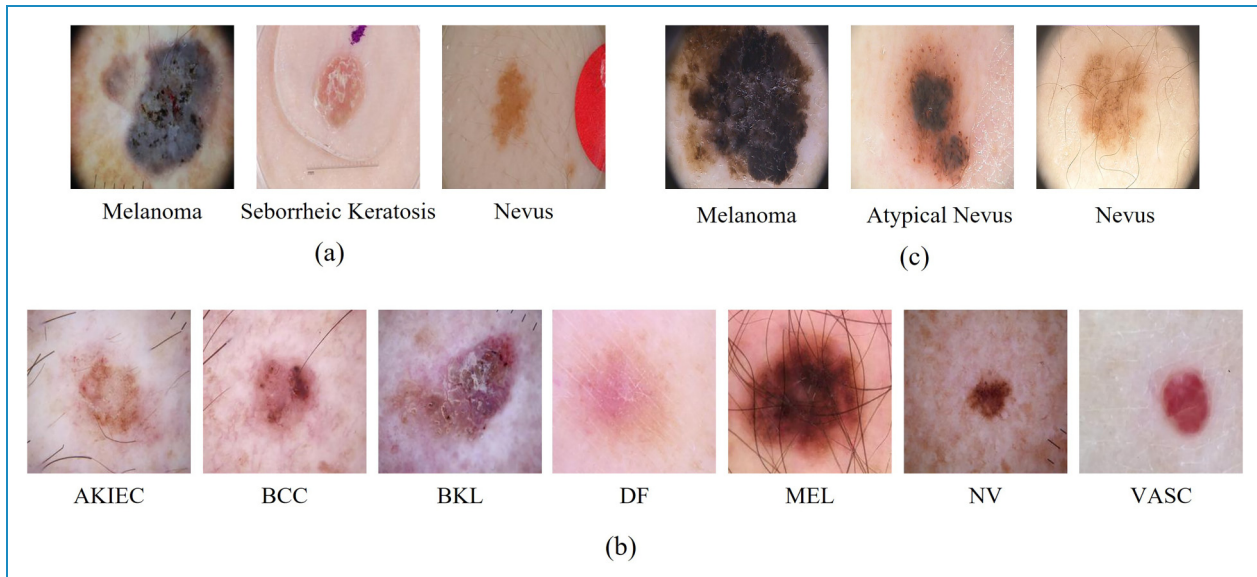 Melanoma
Seborrheic Keratosis
Nevus
(a)
Melanoma
Atypical Nevus
Nevus
(c)
AKIEC
BCC
BKL
DF
MEL
NV
VASC
(b)